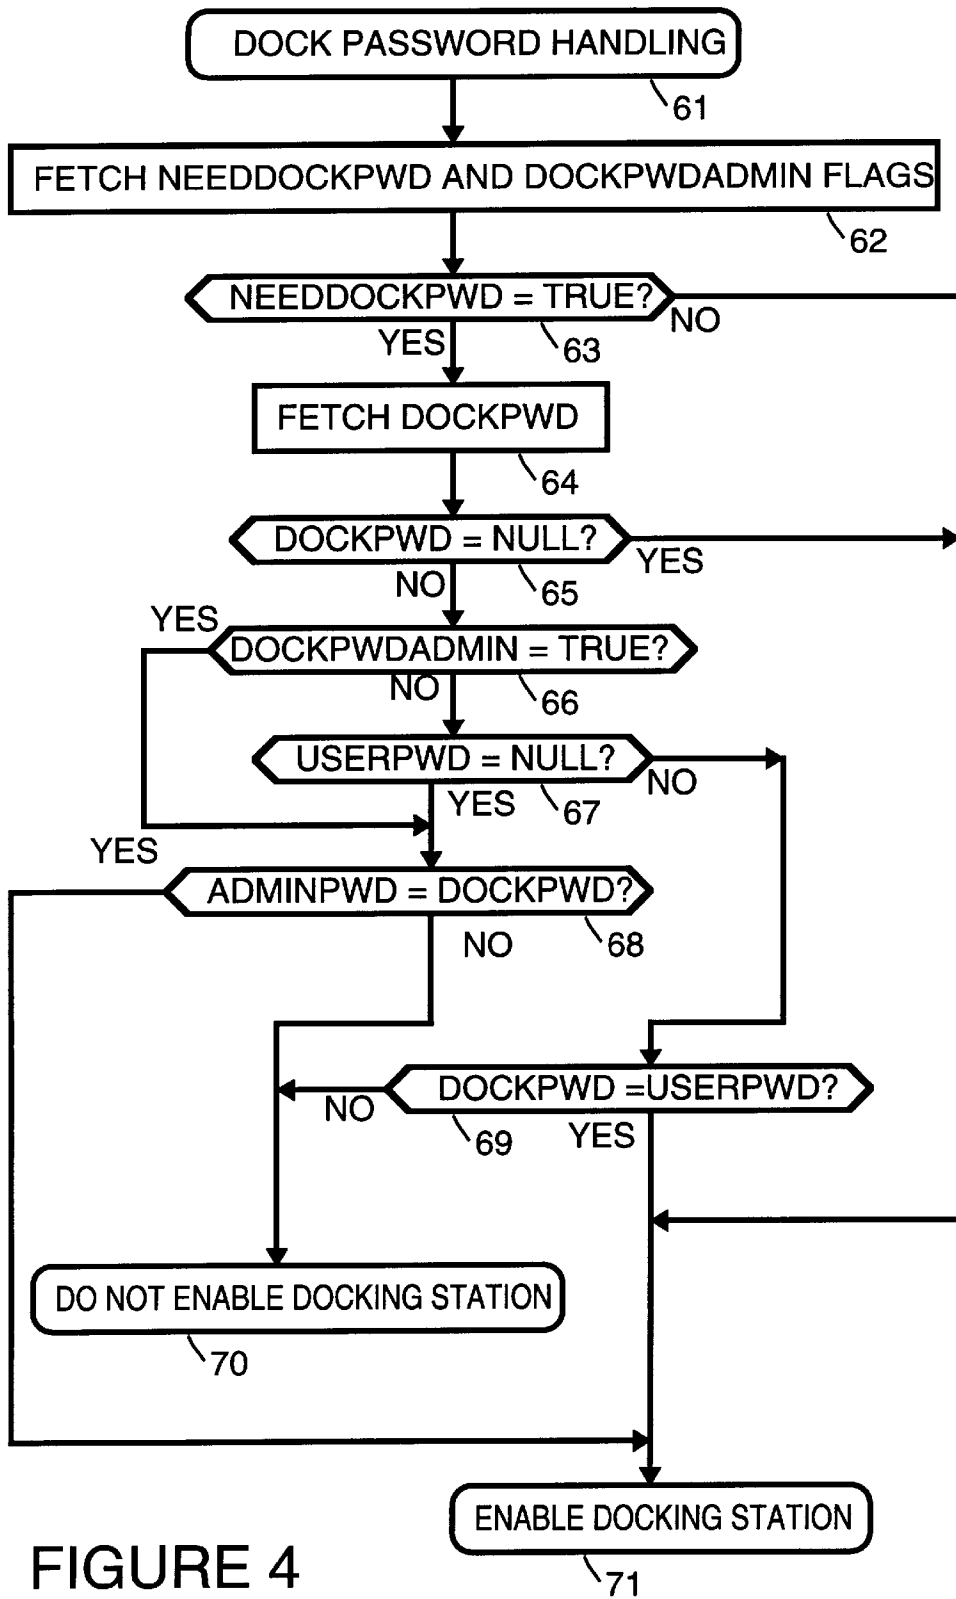 DOCK PASSWORD HANDLING
61
FETCH NEEDDOCKPWD AND DOCKPWDADMIN FLAGS
62
NEEDDOCKPWD = TRUE?
NO
YES
63
FETCH DOCKPWD
64
DOCKPWD = NULL?
YES
NO
65
YES
DOCKPWDADMIN = TRUE?
NO
66
USERPWD = NULL?
NO
YES
67
YES
ADMINPWD = DOCKPWD?
NO
68
DOCKPWD =USERPWD?
NO
69
YES
DO NOT ENABLE DOCKING STATION
70
ENABLE DOCKING STATION
71
FIGURE 4